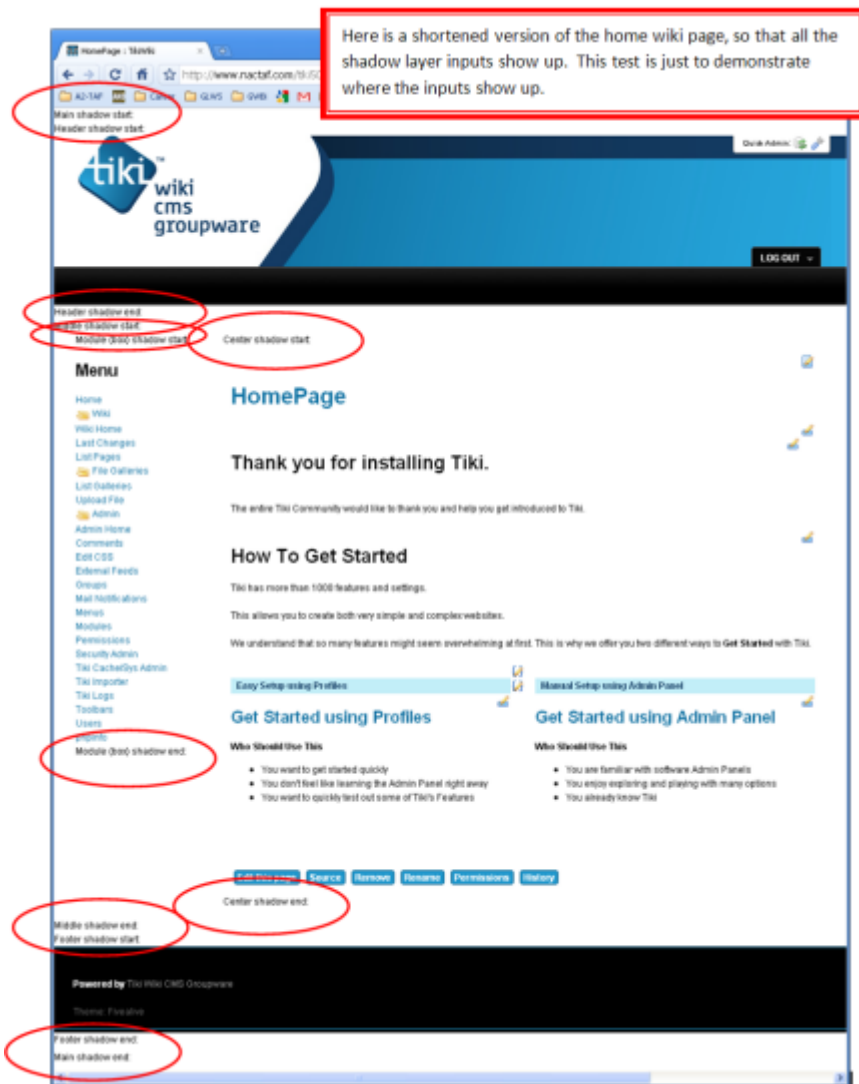 Here is a shortened version of the home wiki page, so that all the
shadow layer inputs show up. This test is just to demonstrate
where the inputs show up.
HomePage : TikiWiki
http://www.nactaf.com/tiki5
A2-TAF
GLWS
GWB
Main shadow start:
Header shadow start:
Quick Admin:
tiki™
wiki
cms
groupware
LOG OUT
Header shadow end:
Middle shadow start:
Module (box) shadow start:
Center shadow start:
Menu
Home
Wiki
Wiki Home
Last Changes
List Pages
File Galleries
List Galleries
Upload File
Admin
Admin Home
Comments
Edit CSS
External Feeds
Groups
Mail Notifications
Menus
Modules
Permissions
Security Admin
Tiki Cache/Sys Admin
Tiki Importer
Tiki Logs
Toolbars
Users
phpinfo
Module (box) shadow end:
HomePage
Thank you for installing Tiki.
The entire Tiki Community would like to thank you and help you get introduced to Tiki.
How To Get Started
Tiki has more than 1000 features and settings.
This allows you to create both very simple and complex websites.
We understand that so many features might seem overwhelming at first. This is why we offer you two different ways to Get Started with Tiki.
Easy Setup using Profiles
Get Started using Profiles
Who Should Use This
• You want to get started quickly
• You don't feel like learning the Admin Panel right away
• You want to quickly test out some of Tiki's Features
Manual Setup using Admin Panel
Get Started using Admin Panel
Who Should Use This
• You are familiar with software Admin Panels
• You enjoy exploring and playing with many options
• You already know Tiki
Edit this page Source Remove Rename Permissions History
Center shadow end:
Middle shadow end:
Footer shadow start:
Powered by Tiki Wiki CMS Groupware
Theme: Fivealive
Footer shadow end:
Main shadow end: